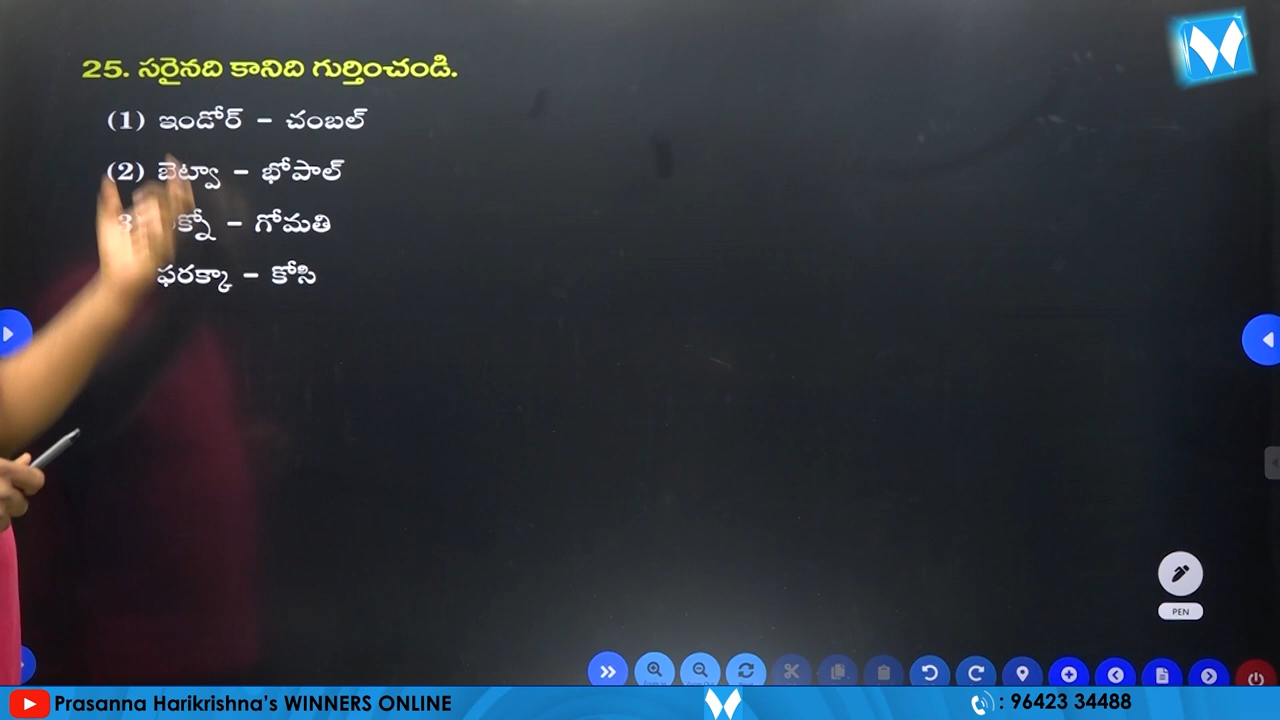 25. సరైనది కానిది గుర్తించండి.
(1) ఇండోర్ – చంబల్
(2) బెట్వా – భోపాల్
– గోమతి
ఫరక్కా – కోసి
PEN
Prasanna Harikrishna's WINNERS ONLINE
: 96423 34488